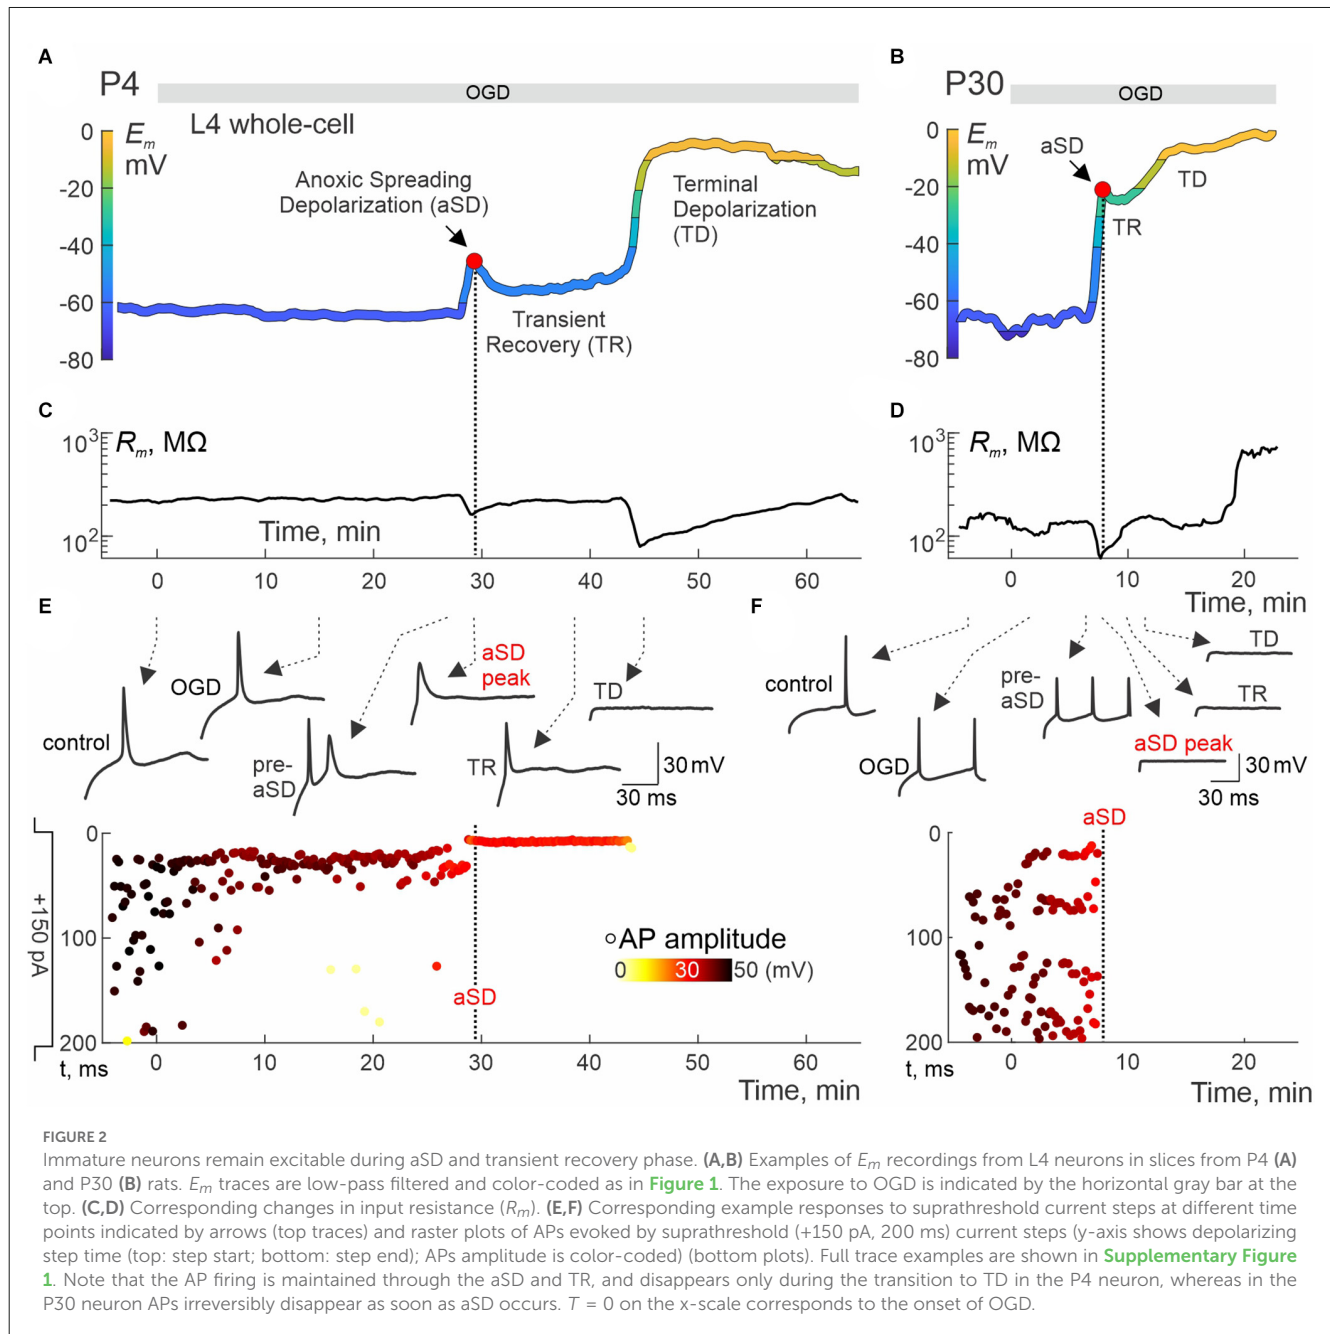 A
P4
OGD
L4 whole-cell
0
-20
-40
-60
-80
Em
mV
Anoxic Spreading
Depolarization (aSD)
Transient
Recovery (TR)
Terminal
Depolarization
(TD)
B
P30
OGD
0
-20
-40
-60
-80
Em
mV
aSD
TR
TD
C
10³
10²
Rm, MΩ
Time, min
0 10 20 30 40 50 60
D
10³
10²
Rm, MΩ
0 10 20
Time, min
E
control
OGD
pre-
aSD
aSD
peak
TR
TD
30 mV
30 ms
0
100
200
+150 pA
t, ms
AP amplitude
0 30 50 (mV)
aSD
0 10 20 30 40 50 60
Time, min
F
control
OGD
pre-
aSD
TD
TR
aSD peak
30 mV
30 ms
aSD
0
50
100
150
200
t, ms
0 10 20
Time, min
FIGURE 2
Immature neurons remain excitable during aSD and transient recovery phase. (A,B) Examples of Em recordings from L4 neurons in slices from P4 (A)
and P30 (B) rats. Em traces are low-pass filtered and color-coded as in Figure 1. The exposure to OGD is indicated by the horizontal gray bar at the
top. (C,D) Corresponding changes in input resistance (Rm). (E,F) Corresponding example responses to suprathreshold current steps at different time
points indicated by arrows (top traces) and raster plots of APs evoked by suprathreshold (+150 pA, 200 ms) current steps (y-axis shows depolarizing
step time (top: step start; bottom: step end); APs amplitude is color-coded) (bottom plots). Full trace examples are shown in Supplementary Figure
1. Note that the AP firing is maintained through the aSD and TR, and disappears only during the transition to TD in the P4 neuron, whereas in the
P30 neuron APs irreversibly disappear as soon as aSD occurs. T = 0 on the x-scale corresponds to the onset of OGD.